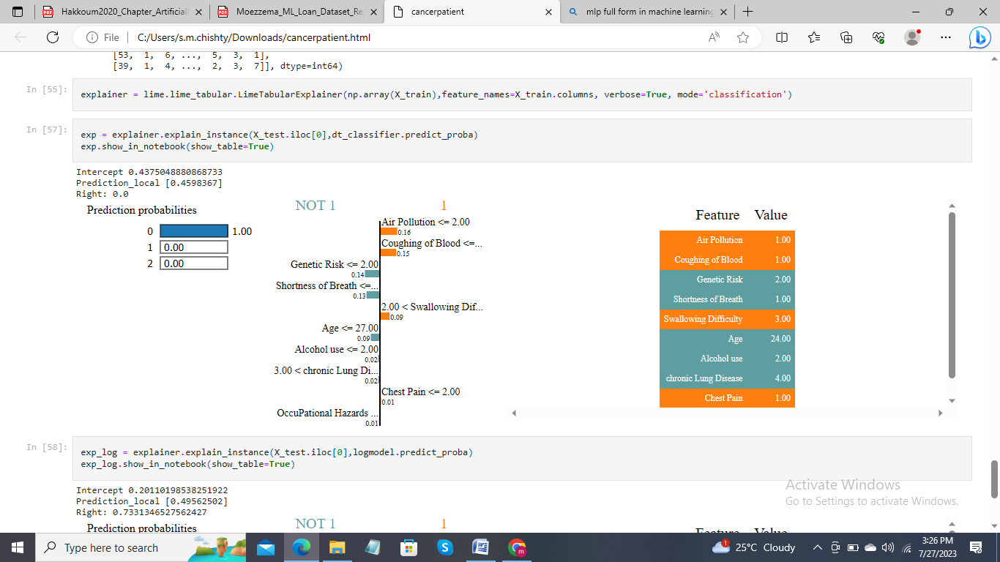 Hakkoum2020_Chapter_Artificial
Moezzema_ML_Loan_Dataset_Re
cancerpatient
mlp full form in machine learning
File
C:/Users/s.m.chishty/Downloads/cancerpatient.html
[53, 1, 6, ..., 5, 3, 1],
[39, 1, 4, ..., 2, 3, 7]], dtype=int64)
In [55]:
explainer = lime.lime_tabular.LimeTabularExplainer(np.array(X_train),feature_names=X_train.columns, verbose=True, mode='classification')
In [57]:
exp = explainer.explain_instance(X_test.iloc[0],dt_classifier.predict_proba)
exp.show_in_notebook(show_table=True)
Intercept 0.4375048880868733
Prediction_local [0.4598367]
Right: 0.0
Prediction probabilities
0 1.00
1 0.00
2 0.00
NOT 1 1
Air Pollution <= 2.00
0.16
Coughing of Blood <=...
0.15
Genetic Risk <= 2.00
0.14
Shortness of Breath <=...
0.13
2.00 < Swallowing Dif...
0.09
Age <= 27.00
0.09
Alcohol use <= 2.00
0.02
3.00 < chronic Lung Di...
0.02
Chest Pain <= 2.00
0.01
OccuPational Hazards ...
0.01
Feature Value
Air Pollution 1.00
Coughing of Blood 1.00
Genetic Risk 2.00
Shortness of Breath 1.00
Swallowing Difficulty 3.00
Age 24.00
Alcohol use 2.00
chronic Lung Disease 4.00
Chest Pain 1.00
In [58]:
exp_log = explainer.explain_instance(X_test.iloc[0],logmodel.predict_proba)
exp_log.show_in_notebook(show_table=True)
Intercept 0.20110198538251922
Prediction_local [0.49562502]
Right: 0.7331346527562427
Prediction probabilities
NOT 1 1
Feature Value
Activate Windows
Go to Settings to activate Windows.
Type here to search
1
25°C Cloudy
3:26 PM
7/27/2023